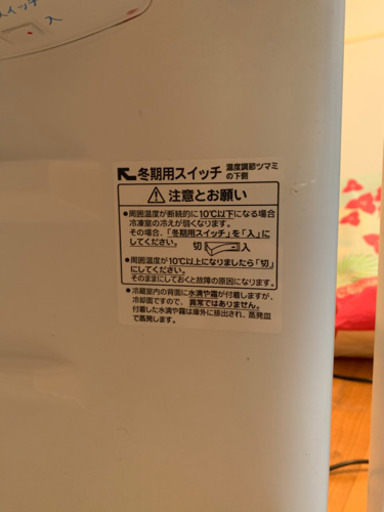 スイッチ
入
冬期用スイッチ 温度調節ツマミ
の下側
注意とお願い
●周囲温度が断続的に10℃以下になる場合
冷凍室の冷えが弱くなります。
その場合、「冬期用スイッチ」を「入」に
してください。 切 入
●周囲温度が10℃以上になりましたら「切」
にしてください。
そのままにしておくと故障の原因になります。
●冷蔵室内の背面に水滴や霜が付着しますが、
冷却面ですので、異常ではありません。
付着した水滴や霜は庫外に排出され、蒸発皿
で蒸発します。